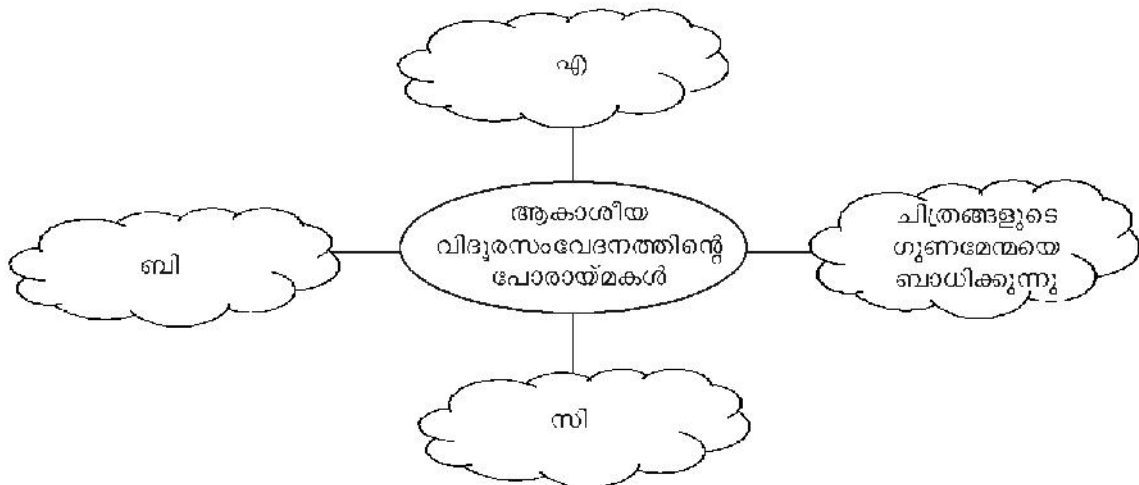 എ
ആകാശീയ
വിദൂരസംവേദനത്തിന്റെ
പോരായ്മകൾ
ചിത്രങ്ങളുടെ
ഗുണമേന്മയെ
ബാധിക്കുന്നു
ബി
സി